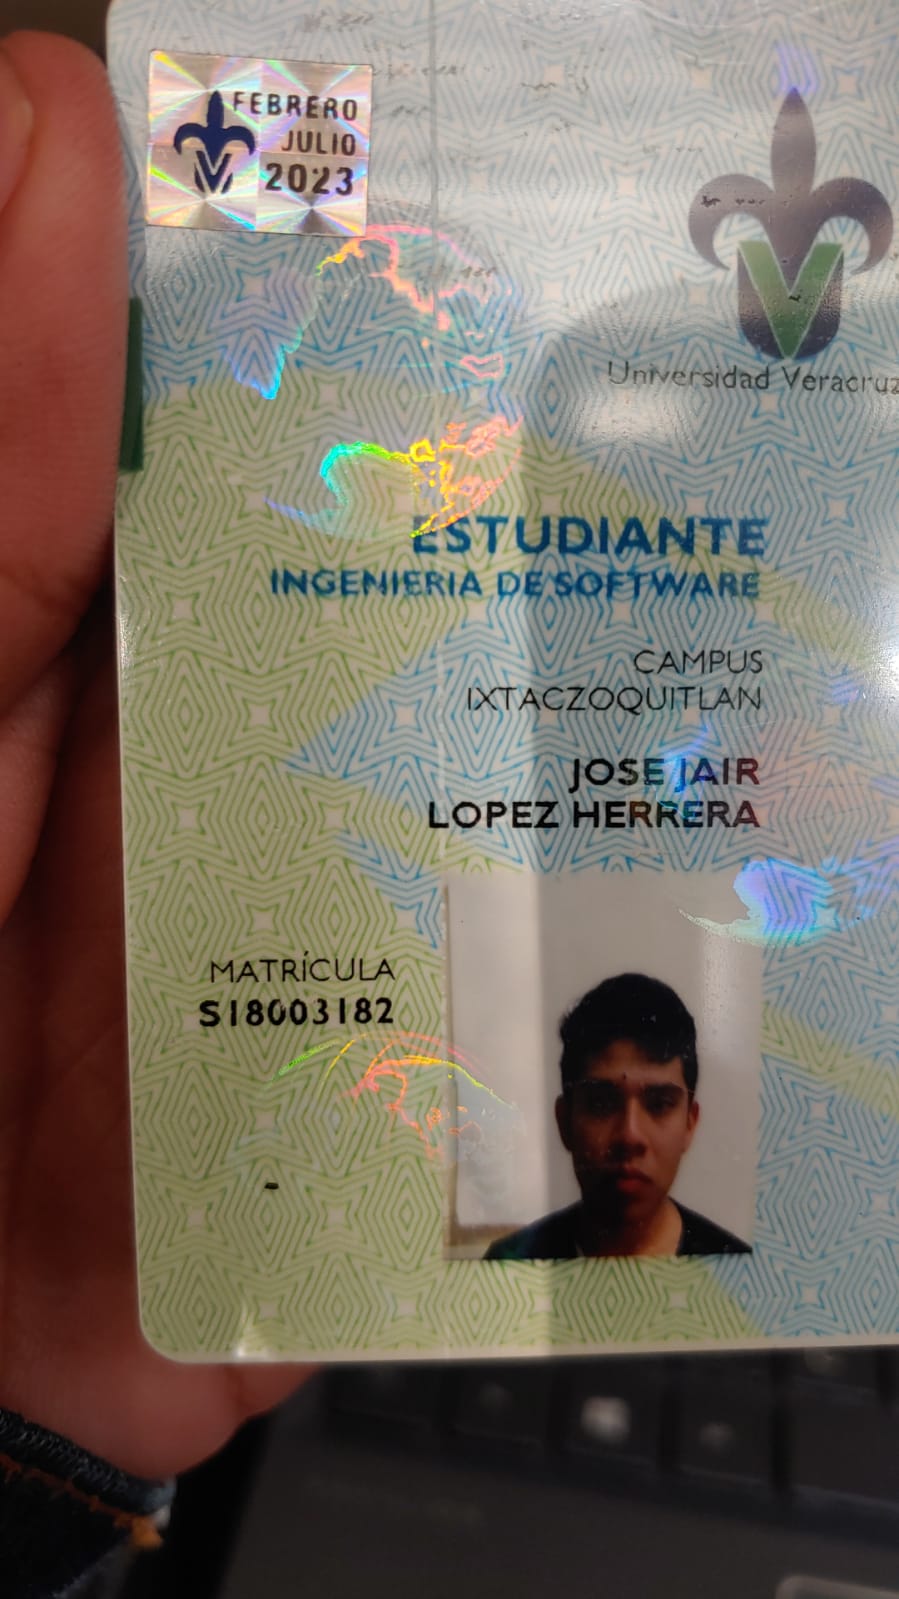 FEBRERO
JULIO
2023
Universidad Veracruz
ESTUDIANTE
INGENIERIA DE SOFTWARE
CAMPUS
IXTACZOQUITLAN
JOSE JAIR
LOPEZ HERRERA
MATRÍCULA
S18003182